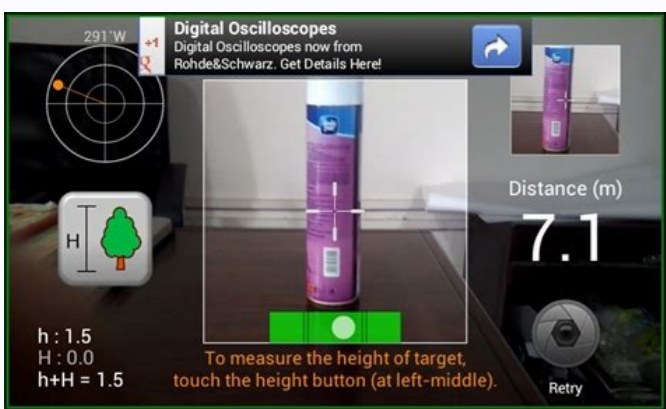 291˚W
+1
g
Digital Oscilloscopes
Digital Oscilloscopes now from
Rohde&Schwarz. Get Details Here!
Distance (m)
7.1
H
h : 1.5
H : 0.0
h+H = 1.5
To measure the height of target,
touch the height button (at left-middle).
Retry